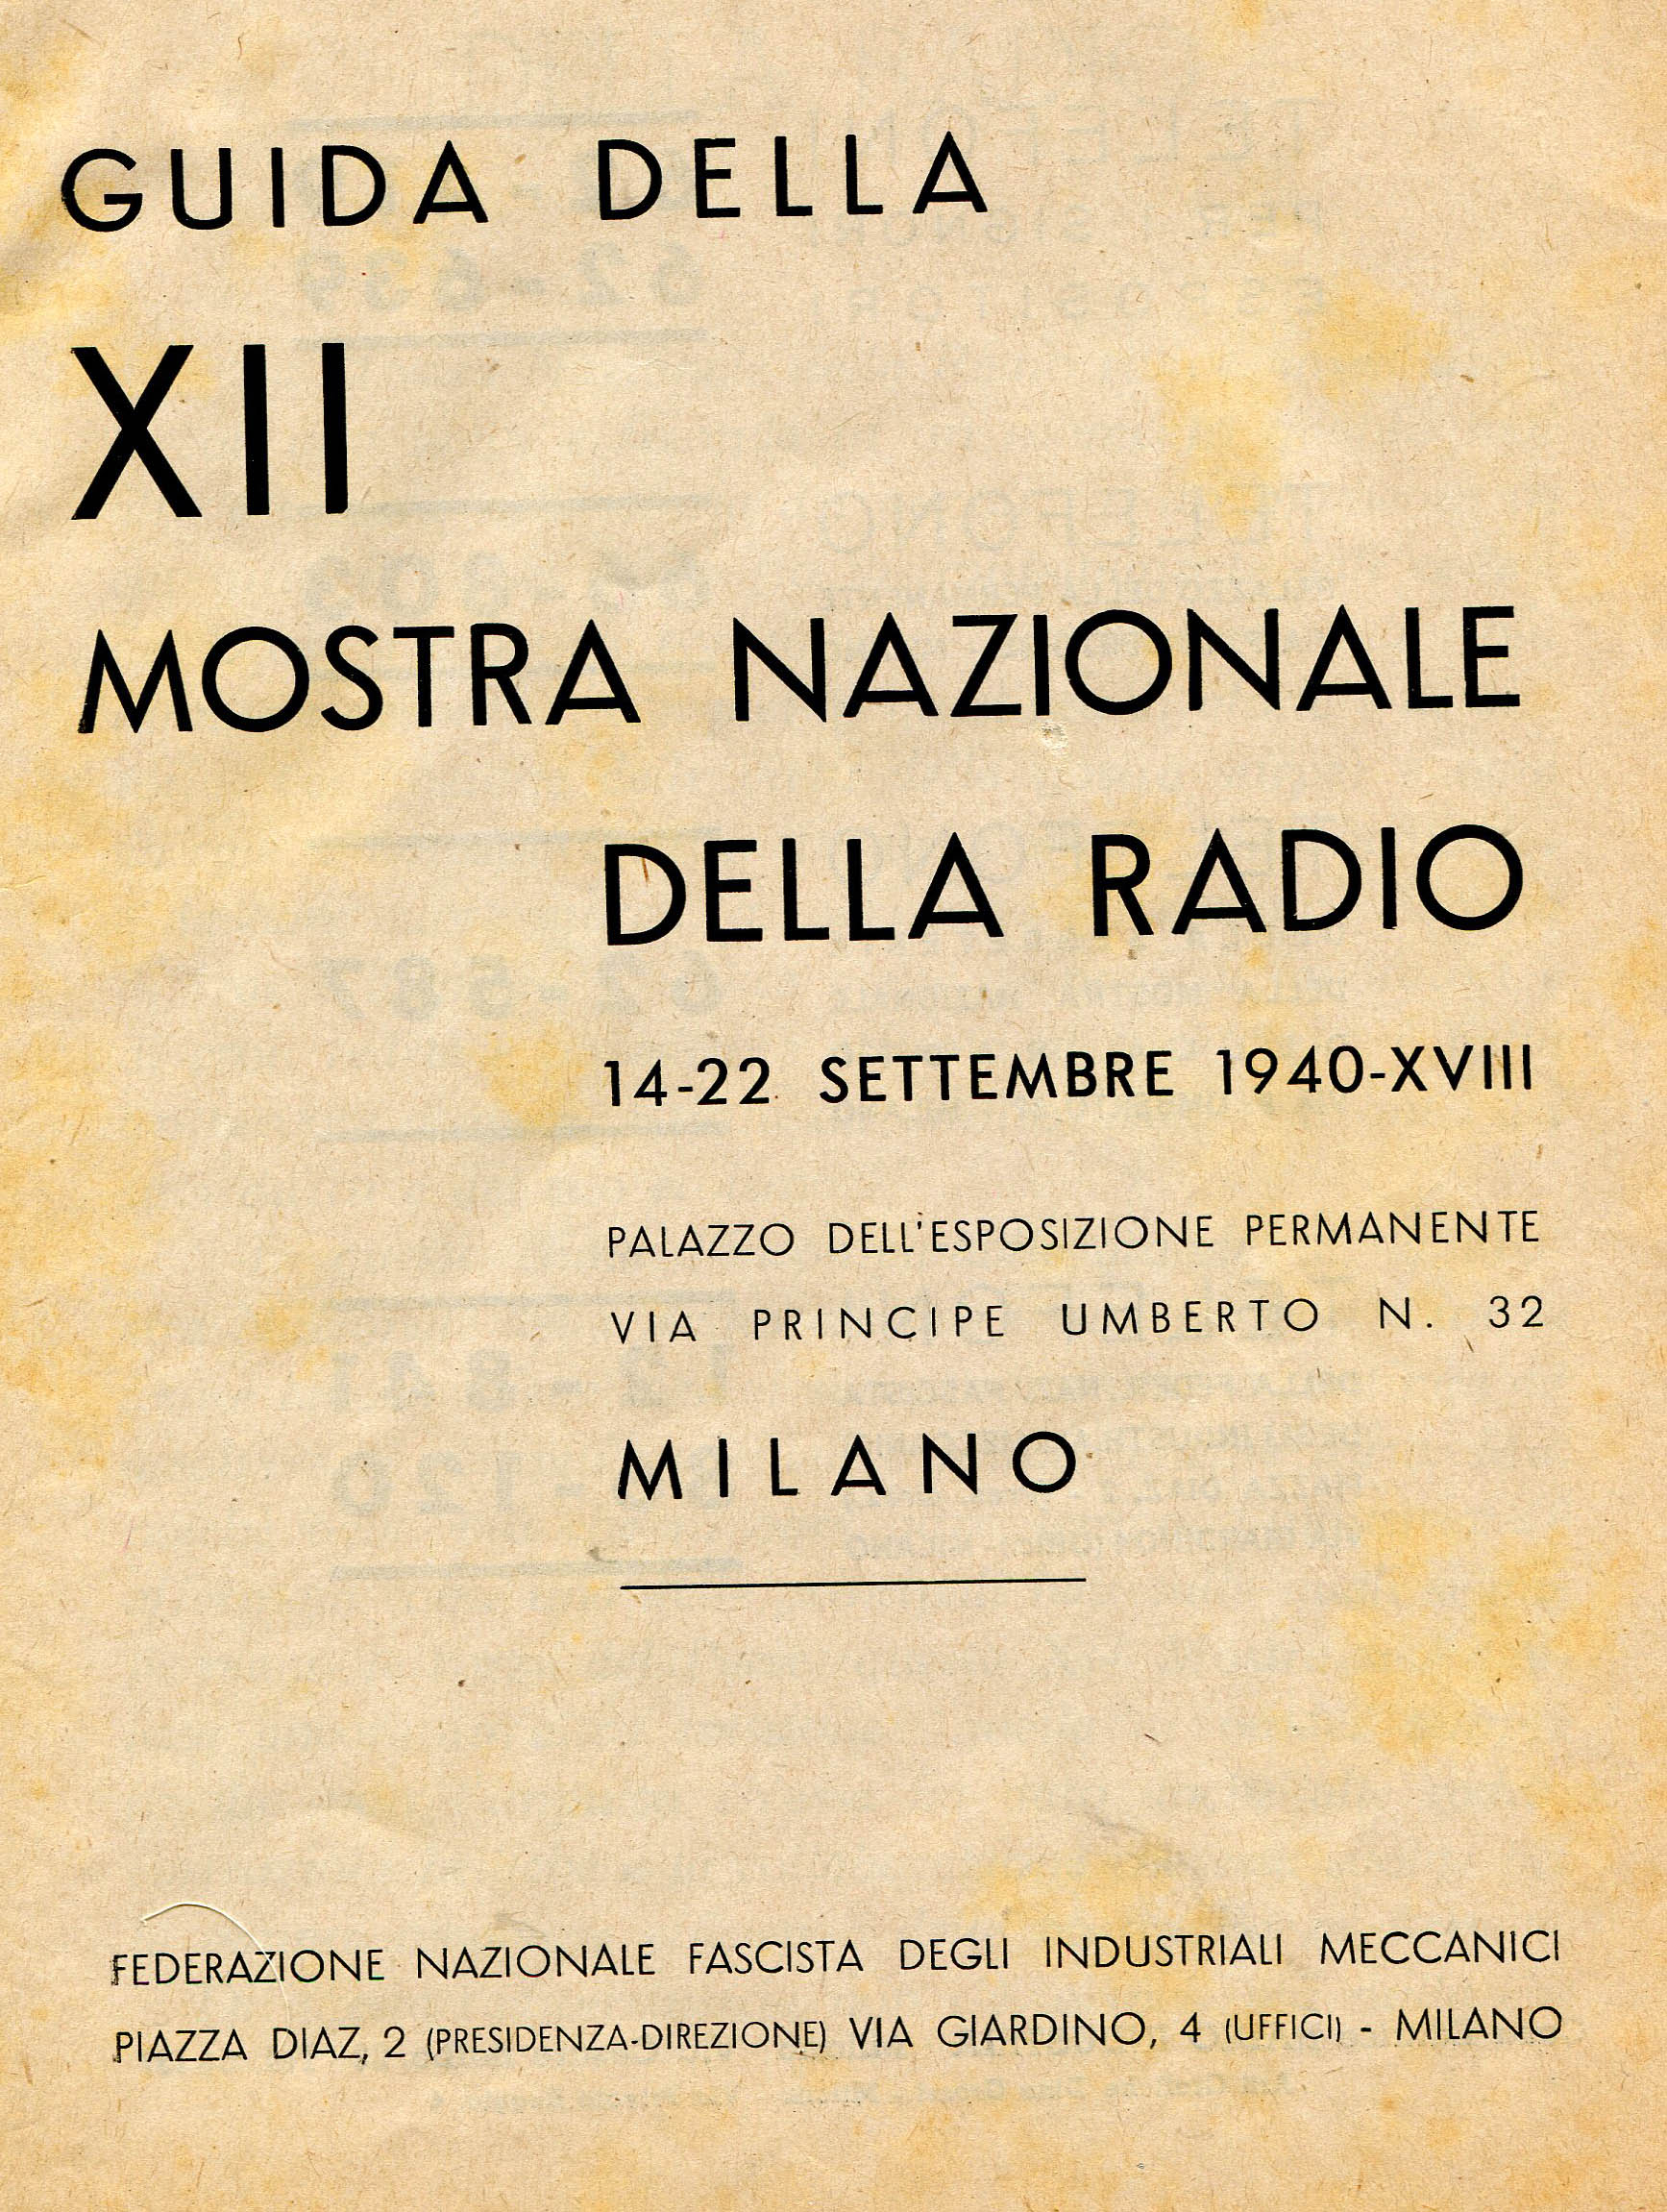 GUIDA DELLA
XII
MOSTRA NAZIONALE
DELLA RADIO
14-22 SETTEMBRE 1940-XVIII
PALAZZO DELL'ESPOSIZIONE PERMANENTE
VIA PRINCIPE UMBERTO N. 32
MILANO
FEDERAZIONE NAZIONALE FASCISTA DEGLI INDUSTRIALI MECCANICI
PIAZZA DIAZ, 2 (PRESIDENZA-DIREZIONE) VIA GIARDINO, 4 (UFFICI) - MILANO